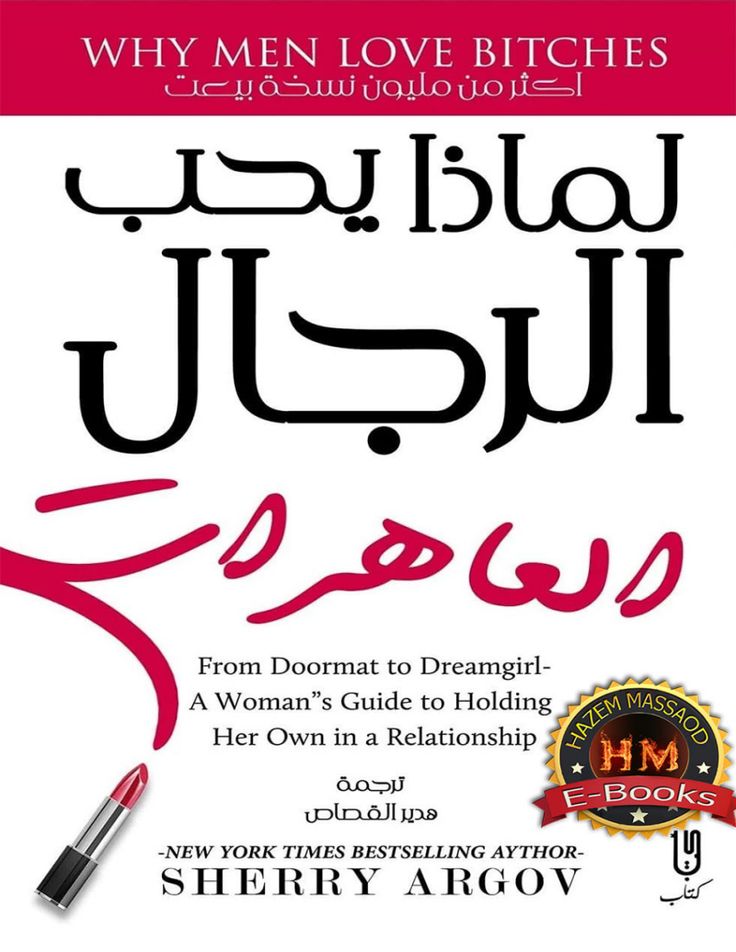 WHY MEN LOVE BITCHES
اكثر من مليون نسخة بيعت
لماذا يحب
الرجال
العاهرات
From Doormat to Dreamgirl-
A Woman"s Guide to Holding
Her Own in a Relationship
ترجمة
هدير القصاص
-NEW YORK TIMES BESTSELLING AYTHOR-
SHERRY ARGOV
HAZEM MASSAOD
HM
E-Books
كتاب